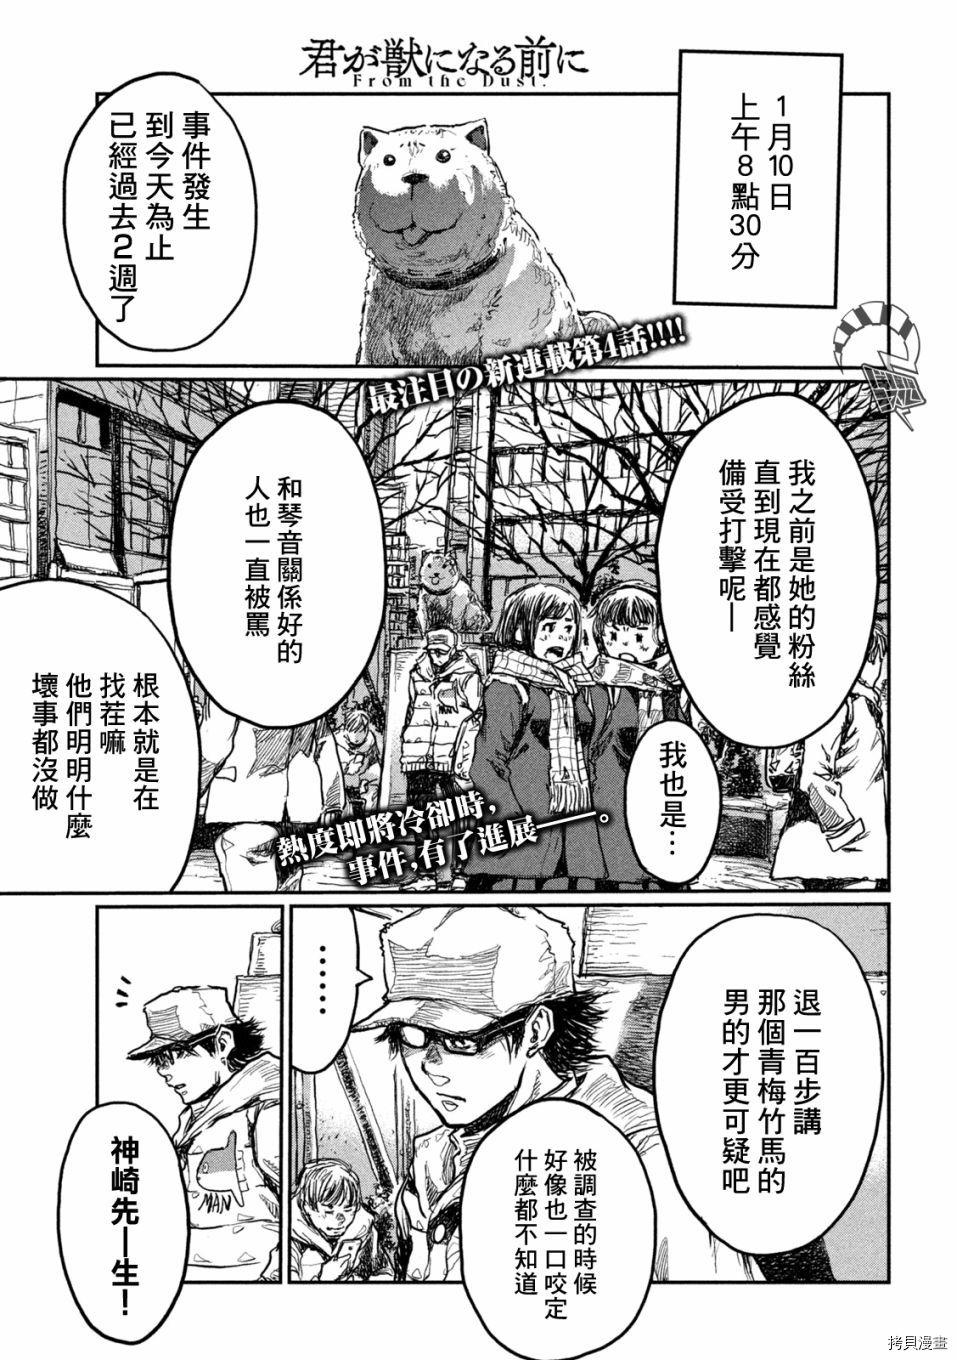 君が獣になる前に
From the Dust.
1月10日
上午8點30分
事件發生
到今天為止
已經過去2週了
最注目の新連載第4話!!!!
我之前是她的粉絲
直到現在都感覺
備受打擊呢—
我也是…
和琴音關係好的
人也一直被罵
根本就是在
找茬嘛
他們明明什麼
壞事都沒做
熱度即將冷卻時，
事件，有了進展——。
退一百步講
那個青梅竹馬的
男的才更可疑吧
被調查的時候
好像也一口咬定
什麼都不知道
……
神崎先—生！
MAN
拷貝漫畫